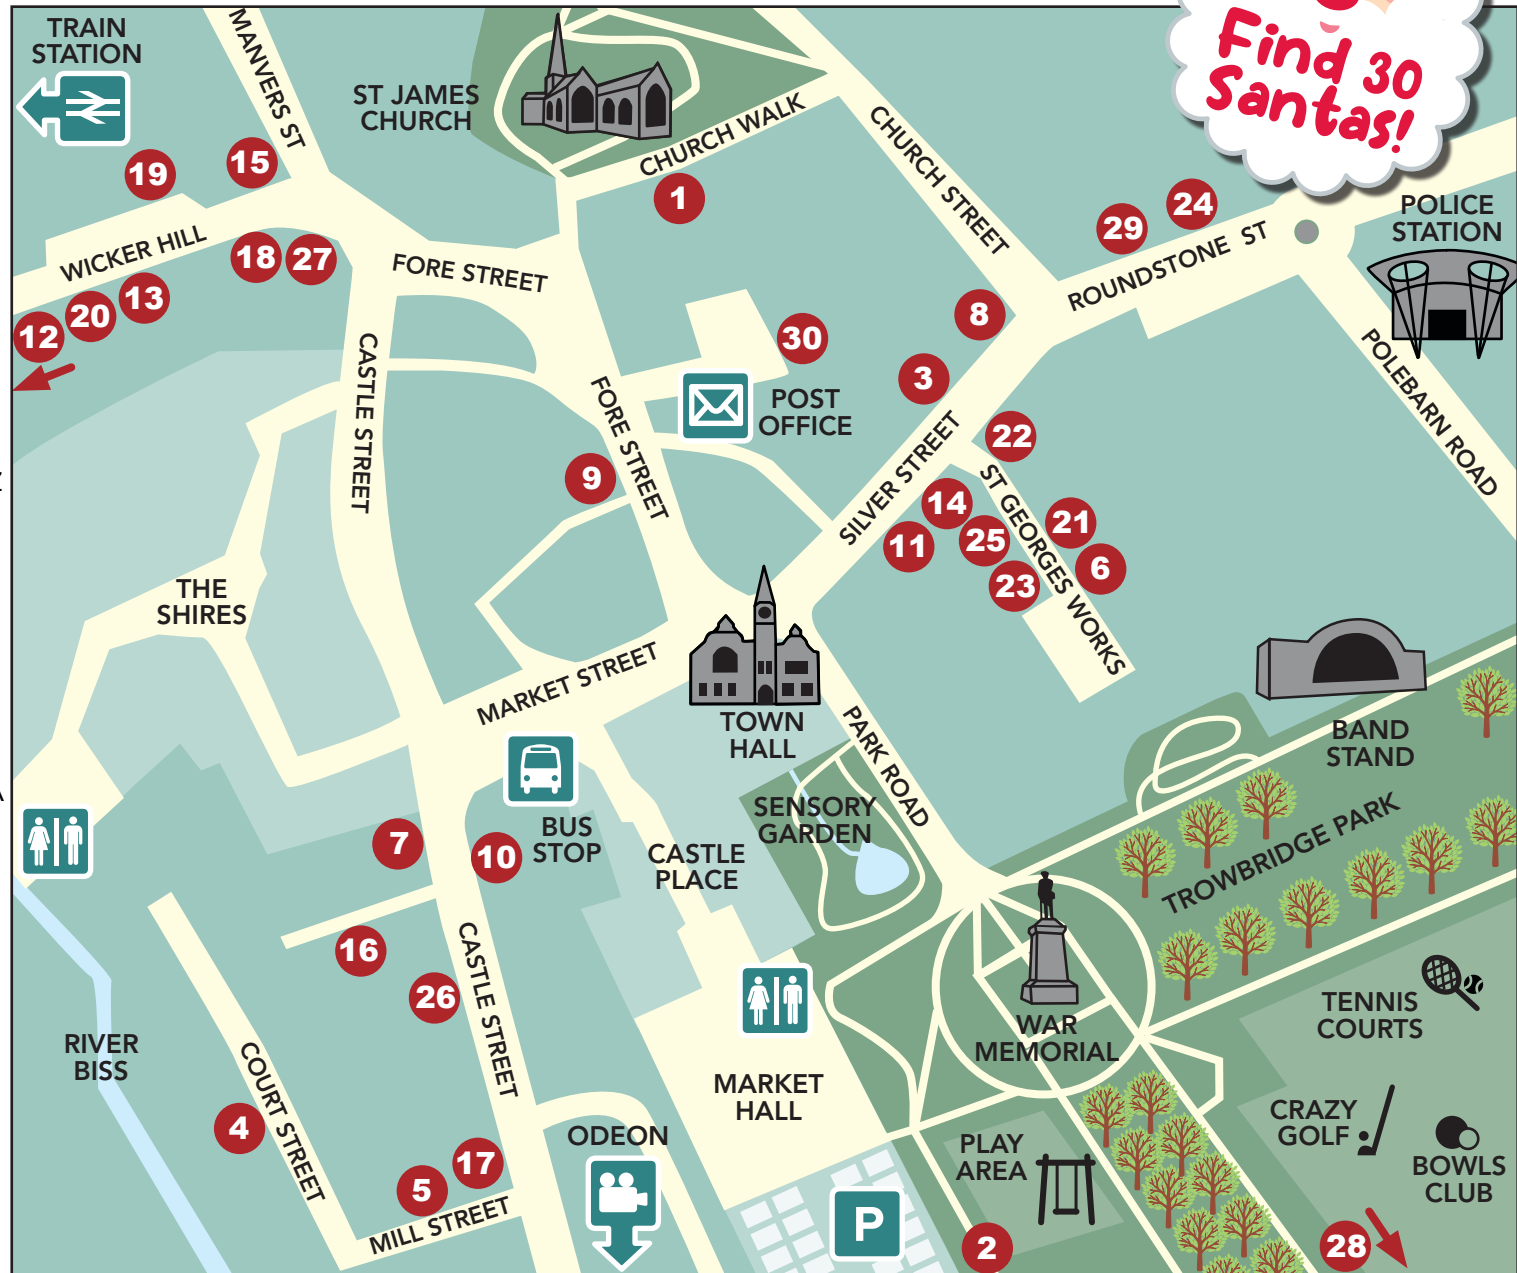 TRAIN
STATION
MANVERS ST
ST JAMES
CHURCH
CHURCH WALK
CHURCH STREET
Find 30
Santas!
19
15
1
29
24
ROUNDSTONE ST
POLICE
STATION
WICKER HILL
18
27
FORE STREET
12
20
13
8
30
3
CASTLE STREET
FORE STREET
POST
OFFICE
POLEBARN ROAD
22
9
SILVER STREET
ST GEORGES WORKS
14
11
25
21
23
6
THE
SHIRES
MARKET STREET
TOWN
HALL
PARK ROAD
BAND
STAND
BUS
STOP
7
10
SENSORY
GARDEN
CASTLE
PLACE
TROWBRIDGE PARK
16
26
CASTLE STREET
RIVER
BISS
WAR
MEMORIAL
TENNIS
COURTS
COURT STREET
4
MARKET
HALL
CRAZY
GOLF
BOWLS
CLUB
ODEON
PLAY
AREA
17
5
MILL STREET
P
2
28